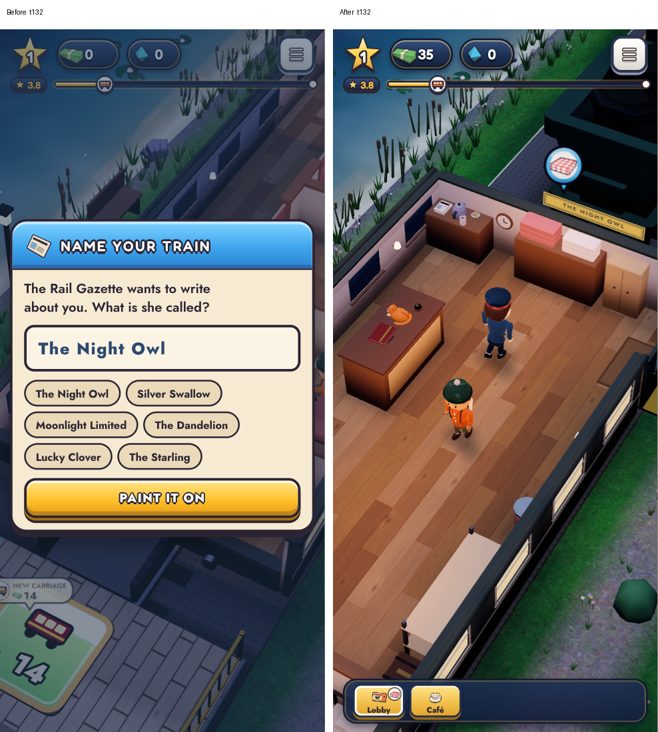 Before t132
1
0
0
3.8
NAME YOUR TRAIN
The Rail Gazette wants to write
about you. What is she called?
The Night Owl
The Night Owl
Silver Swallow
Moonlight Limited
The Dandelion
Lucky Clover
The Starling
PAINT IT ON
NEW CARRIAGE
14
14
After t132
1
35
0
3.8
THE NIGHT OWL
Lobby
Café